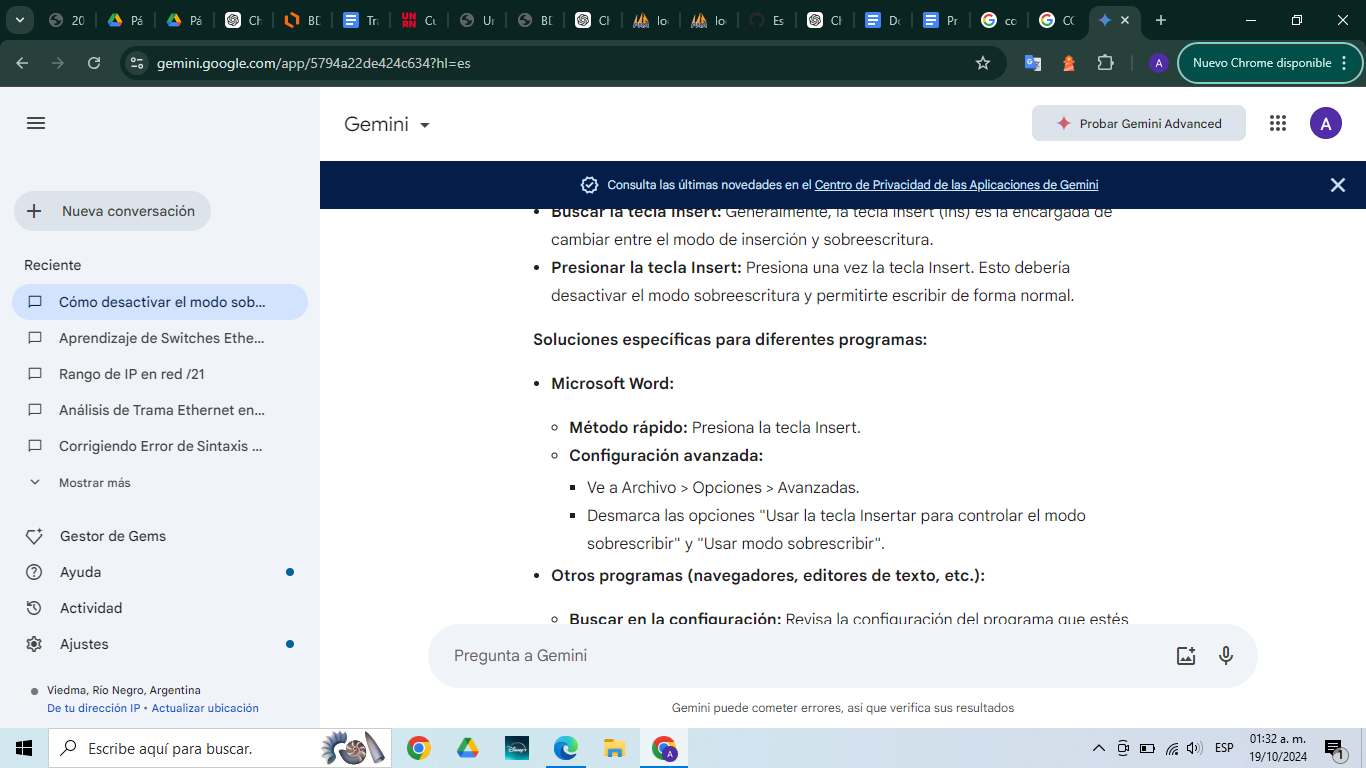 20
Pá
Pá
Ch
BD
Tra
UN
RN
Cu
Ur
BD
Ch
log
log
Es
Ch
Do
Pr
co
CO
gemini.google.com/app/5794a22de424c634?hl=es
A
Nuevo Chrome disponible
Gemini
Probar Gemini Advanced
A
Nueva conversación
Reciente
Cómo desactivar el modo sob...
Aprendizaje de Switches Ethe...
Rango de IP en red /21
Análisis de Trama Ethernet en...
Corrigiendo Error de Sintaxis ...
Mostrar más
Gestor de Gems
Ayuda
Actividad
Ajustes
Viedma, Río Negro, Argentina
De tu dirección IP • Actualizar ubicación
Consulta las últimas novedades en el Centro de Privacidad de las Aplicaciones de Gemini
• Buscar la tecla Insert: Generalmente, la tecla Insert (Ins) es la encargada de
cambiar entre el modo de inserción y sobreescritura.
• Presionar la tecla Insert: Presiona una vez la tecla Insert. Esto debería
desactivar el modo sobreescritura y permitirte escribir de forma normal.
Soluciones específicas para diferentes programas:
• Microsoft Word:
Método rápido: Presiona la tecla Insert.
Configuración avanzada:
Ve a Archivo > Opciones > Avanzadas.
Desmarca las opciones "Usar la tecla Insertar para controlar el modo
sobrescribir" y "Usar modo sobrescribir".
• Otros programas (navegadores, editores de texto, etc.):
Buscar en la configuración: Revisa la configuración del programa que estés
Pregunta a Gemini
Gemini puede cometer errores, así que verifica sus resultados
Escribe aquí para buscar.
Disney+
A
ESP
01:32 a. m.
19/10/2024
1